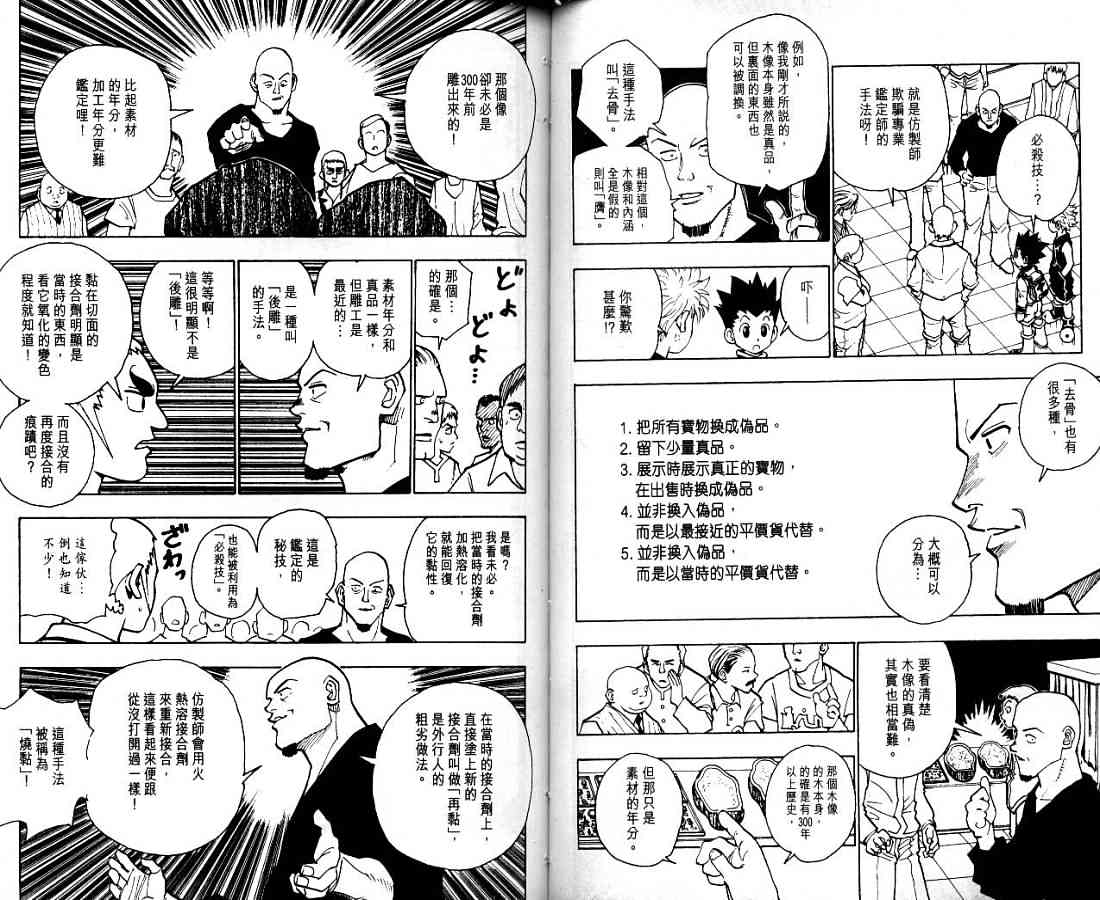 必殺技…？
就是仿製師
欺騙專業
鑑定師的
手法呀！
例如，
像我剛才所說的，
木像本身雖然是真品，
但裏面的東西也
可以被調換。
這種手法
叫「去骨」。
相對這個，
木像和內涵
全是假的
則叫「贋」。
吓——
你驚歎
甚麼!?
「去骨」也有
很多種，
大概可以
分為…
1. 把所有寶物換成偽品。
2. 留下少量真品。
3. 展示時展示真正的寶物，
在出售時換成偽品。
4. 並非換入偽品，
而是以最接近的平價貨代替。
5. 並非換入偽品，
而是以當時的平價貨代替。
要看清楚
木像的真偽，
其實也相當難。
那個木像
的木本身，
的確是有300年
以上歷史，
但那只是
素材的年分。
那個像
卻未必是
300年前
雕出來的！
比起素材
的年分，
加工年分更難
鑑定哩！
どよ
どよ…
那個…
的確是。
素材年分和
真品一樣，
但雕工是
最近的…
是一種叫
「後雕」
的手法。
等等啊！
這很明顯不是
「後雕」！
黏在切面的
接合劑明顯是
當時的東西，
看它氧化的變色
程度就知道！
而且沒有
再度接合的
痕蹟吧？
是嗎？
我看未必。
把當時的接合劑
加熱溶化，
就能回復
它的黏性。
這是
鑑定的
秘技，
也能被利用為
「必殺技」。
ざわっ
這傢伙…
倒也知道
不少！
在當時的接合劑上，
直接塗上新的
接合劑叫做「再黏」，
是外行人的
粗劣做法。
仿製師會用火
熱溶接合劑
來重新接合，
這樣看起來便跟
從沒打開過一樣！
這種手法
被稱為
「燒黏」！